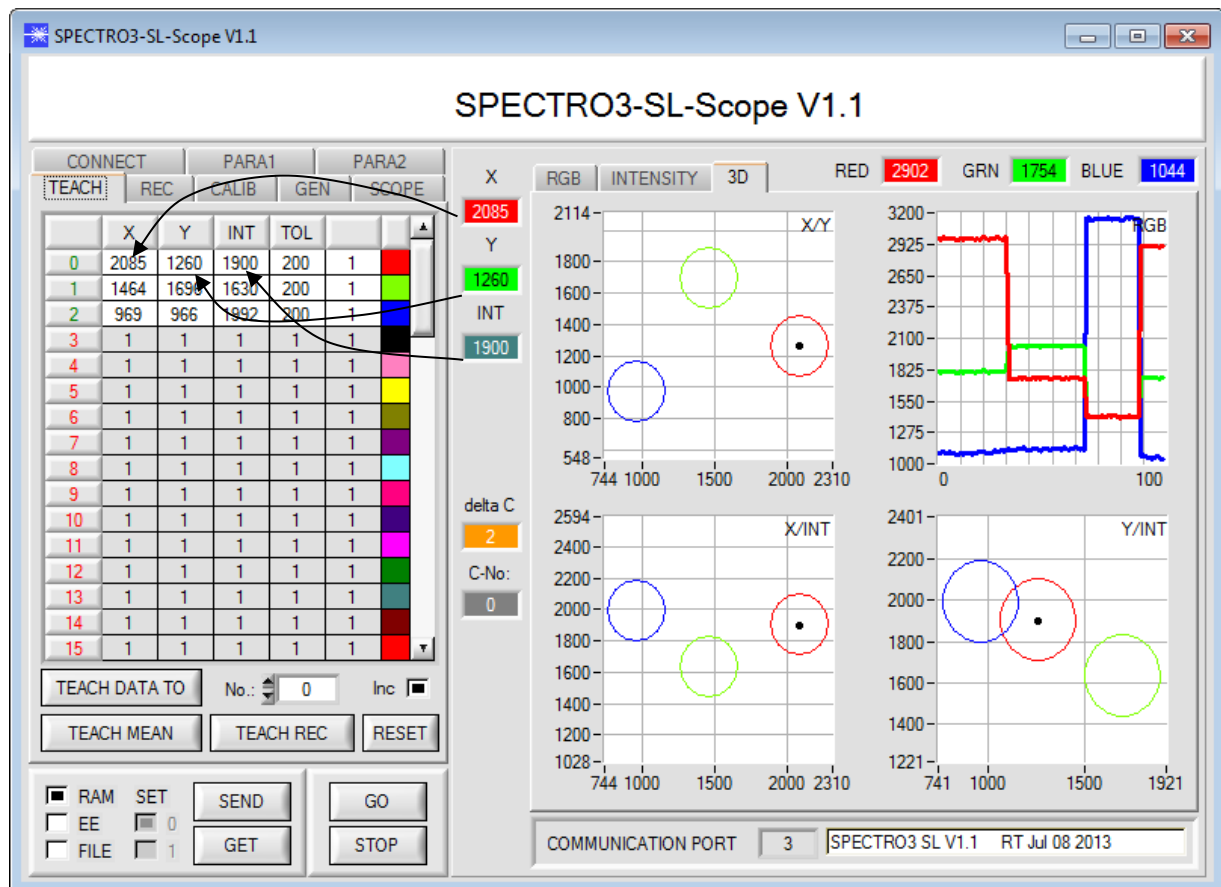 SPECTRO3-SL-Scope V1.1
SPECTRO3-SL-Scope V1.1
CONNECT PARA1 PARA2
TEACH REC CALIB GEN SCOPE
X Y INT TOL
0 2085 1260 1900 200 1
1 1464 1696 1630 200 1
2 969 966 1992 200 1
3 1 1 1 1 1
4 1 1 1 1 1
5 1 1 1 1 1
6 1 1 1 1 1
7 1 1 1 1 1
8 1 1 1 1 1
9 1 1 1 1 1
10 1 1 1 1 1
11 1 1 1 1 1
12 1 1 1 1 1
13 1 1 1 1 1
14 1 1 1 1 1
15 1 1 1 1 1
TEACH DATA TO No.: 0 Inc
TEACH MEAN TEACH REC RESET
RAM SET SEND GO
EE 0
FILE 1 GET STOP
X
2085
Y
1260
INT
1900
delta C
2
C-No:
0
RGB INTENSITY 3D RED 2902 GRN 1754 BLUE 1044
X/Y
2114
1800
1600
1400
1200
1000
800
548
744 1000 1500 2000 2310
RGB
3200
2925
2650
2375
2100
1825
1550
1275
1000
0 100
X/INT
2594
2400
2200
2000
1800
1600
1400
1200
1028
744 1000 1500 2000 2310
Y/INT
2401
2200
2000
1800
1600
1400
1221
741 1000 1500 1921
COMMUNICATION PORT 3 SPECTRO3 SL V1.1 RT Jul 08 2013